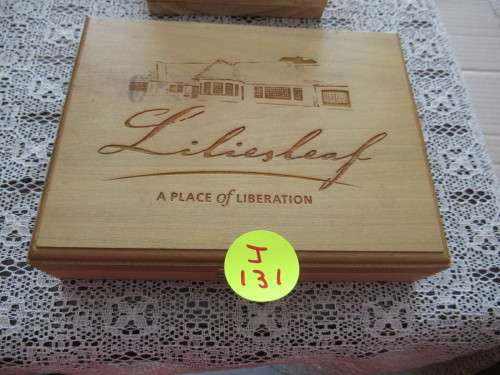 Liliesleaf
A PLACE of LIBERATION
J
131